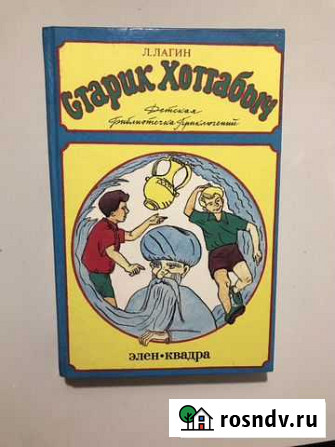 Л. ЛАГИН
Старик Хоттабыч
Детская
библиотечка приключений
элен•квадра
rosndv.ru